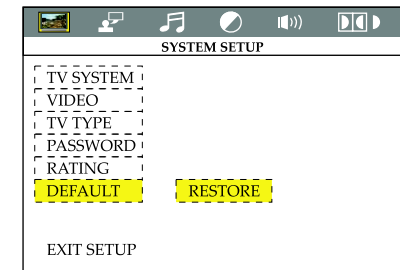 SYSTEM SETUP
TV SYSTEM
VIDEO
TV TYPE
PASSWORD
RATING
DEFAULT RESTORE
EXIT SETUP